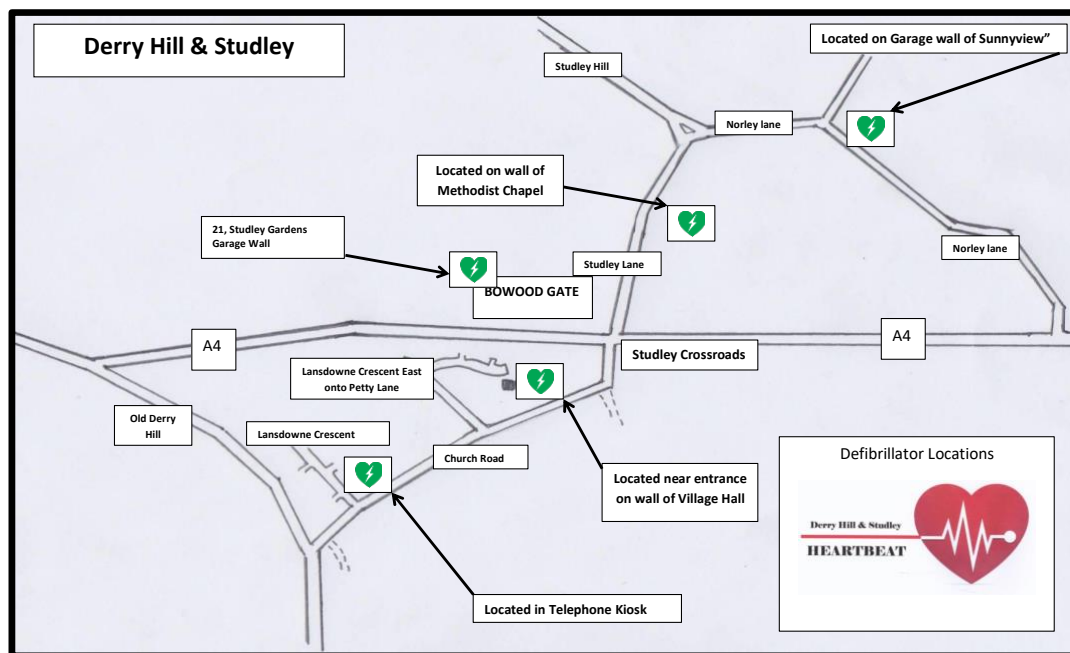 Derry Hill & Studley
Located on Garage wall of Sunnyview”
Studley Hill
Norley lane
Located on wall of
Methodist Chapel
21, Studley Gardens
Garage Wall
Studley Lane
Norley lane
BOWOOD GATE
A4
A4
Studley Crossroads
Lansdowne Crescent East
onto Petty Lane
Old Derry
Hill
Lansdowne Crescent
Church Road
Located near entrance
on wall of Village Hall
Located in Telephone Kiosk
Defibrillator Locations
Derry Hill & Studley
HEARTBEAT